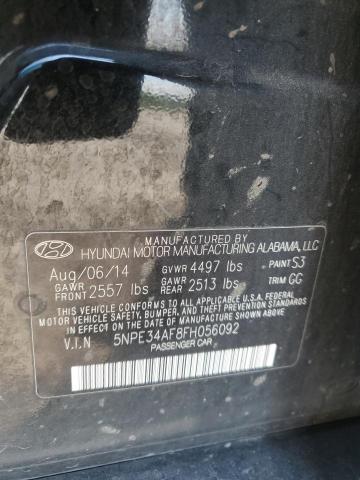 MANUFACTURED BY
HYUNDAI MOTOR MANUFACTURING ALABAMA, LLC
Aug/06/14 GVWR 4497 lbs PAINT S3
GAWR FRONT 2557 lbs GAWR REAR 2513 lbs TRIM GG
THIS VEHICLE CONFORMS TO ALL APPLICABLE FEDERAL
MOTOR VEHICLE SAFETY, BUMPER, AND THEFT PREVENTION STANDARDS
IN EFFECT ON THE DATE OF MANUFACTURE SHOWN ABOVE.
V.I.N 5NPE34AF8FH056092
PASSENGER CAR